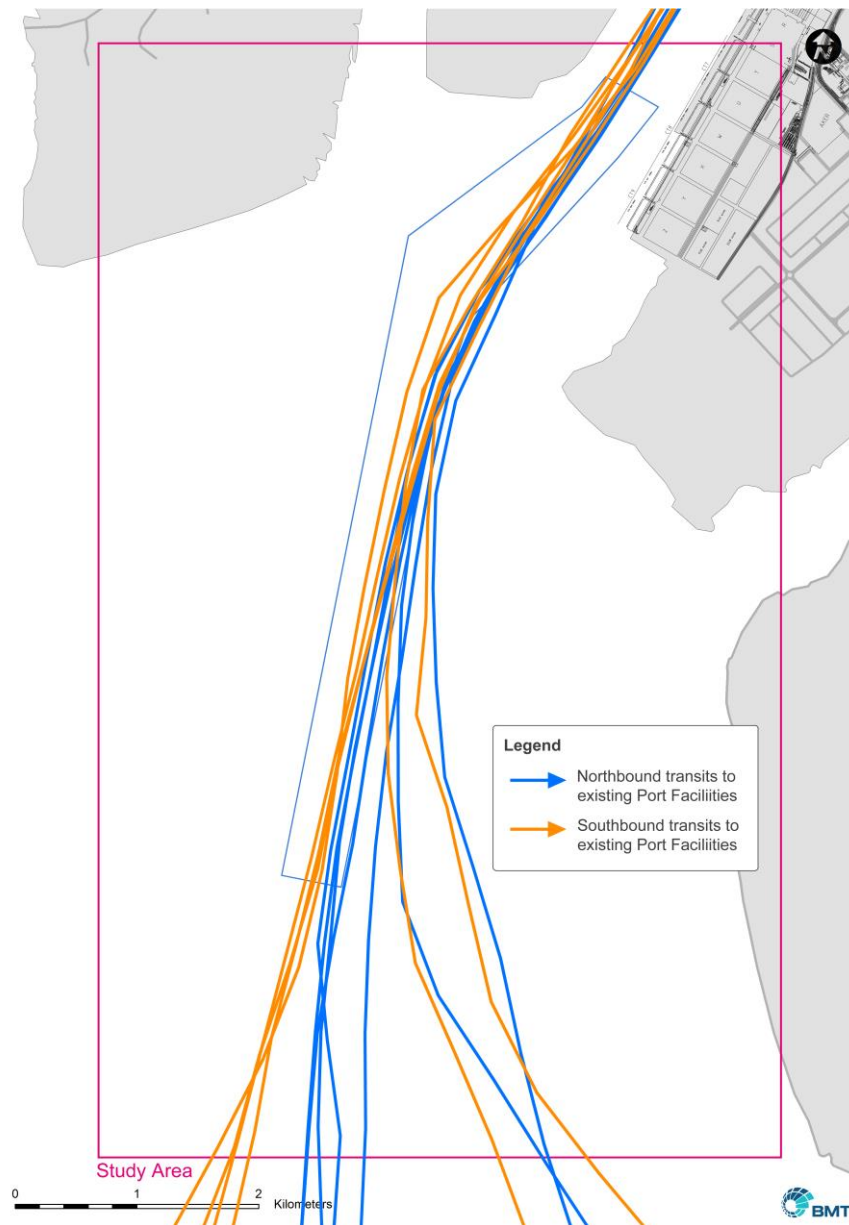 N
AKER
Legend
Northbound transits to
existing Port Faciliities
Southbound transits to
existing Port Faciliities
Study Area
0 1 2
Kilometers
BMT